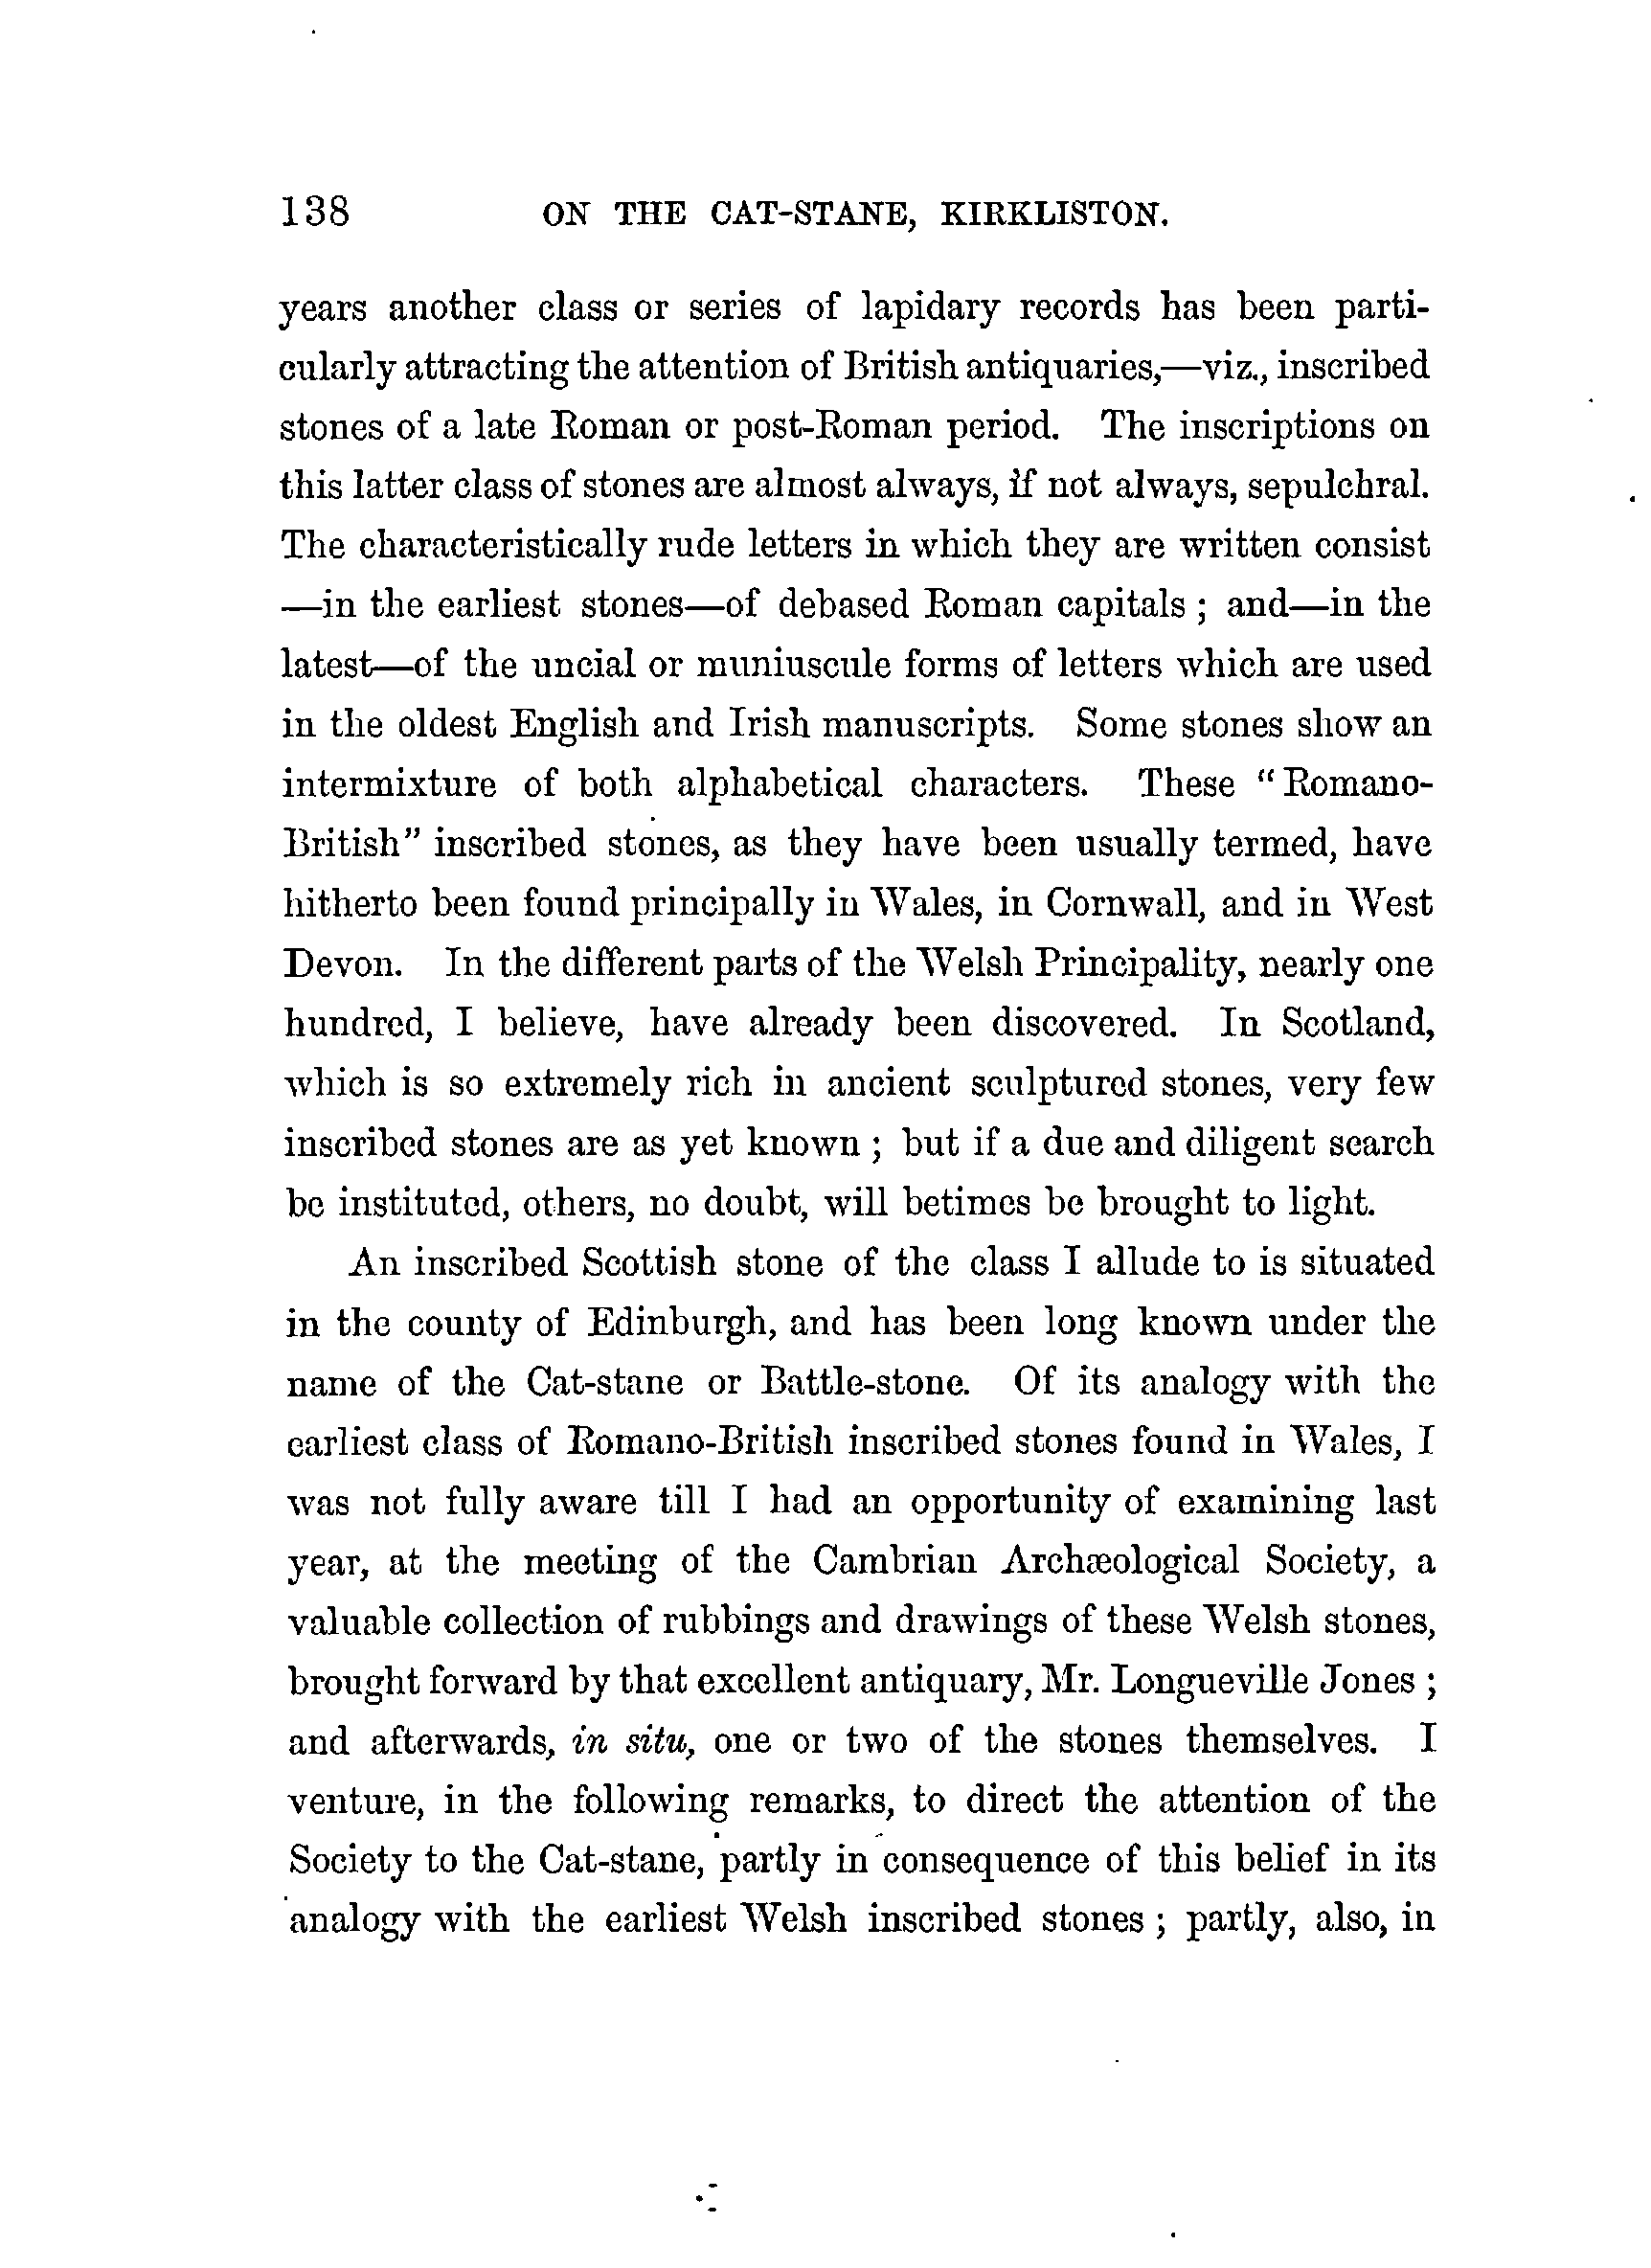 138 ON THE CAT-STANE, KIRKLISTON.
years another class or series of lapidary records has been parti-
cularly attracting the attention of British antiquaries,—viz., inscribed
stones of a late Roman or post-Roman period. The inscriptions on
this latter class of stones are almost always, if not always, sepulchral.
The characteristically rude letters in which they are written consist
—in the earliest stones—of debased Roman capitals ; and—in the
latest—of the uncial or muniuscule forms of letters which are used
in the oldest English and Irish manuscripts. Some stones show an
intermixture of both alphabetical characters. These "Romano-
British" inscribed stones, as they have been usually termed, have
hitherto been found principally in Wales, in Cornwall, and in West
Devon. In the different parts of the Welsh Principality, nearly one
hundred, I believe, have already been discovered. In Scotland,
which is so extremely rich in ancient sculptured stones, very few
inscribed stones are as yet known ; but if a due and diligent search
be instituted, others, no doubt, will betimes be brought to light.
An inscribed Scottish stone of the class I allude to is situated
in the county of Edinburgh, and has been long known under the
name of the Cat-stane or Battle-stone. Of its analogy with the
earliest class of Romano-British inscribed stones found in Wales, I
was not fully aware till I had an opportunity of examining last
year, at the meeting of the Cambrian Archæological Society, a
valuable collection of rubbings and drawings of these Welsh stones,
brought forward by that excellent antiquary, Mr. Longueville Jones ;
and afterwards, in situ, one or two of the stones themselves. I
venture, in the following remarks, to direct the attention of the
Society to the Cat-stane, partly in consequence of this belief in its
analogy with the earliest Welsh inscribed stones ; partly, also, in